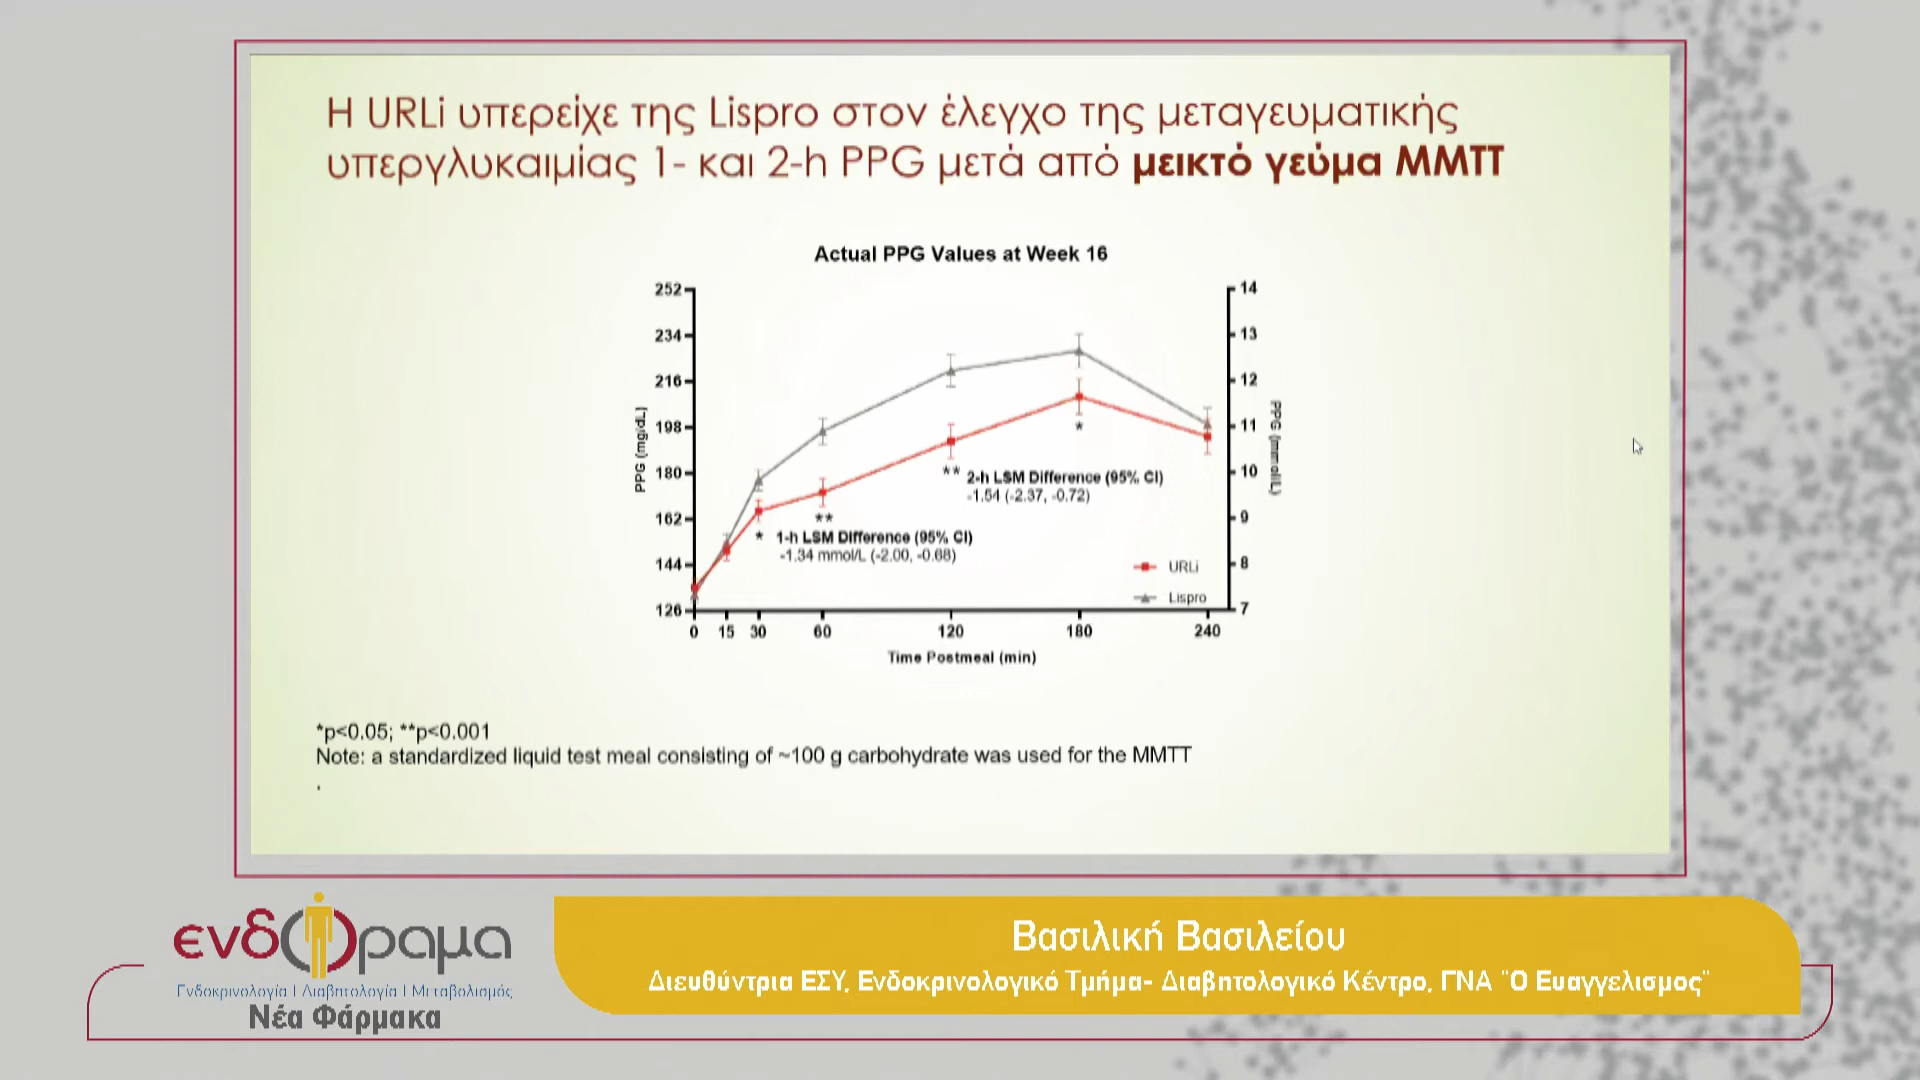 Η URLi υπερείχε της Lispro στον έλεγχο της μεταγευματικής
υπεργλυκαιμίας 1- και 2-h PPG μετά από μεικτό γεύμα MMTT
Actual PPG Values at Week 16
252
234
216
198
180
162
144
126
PPG (mg/dL)
14
13
12
11
10
9
8
7
PPG (mmol/L)
*
** 2-h LSM Difference (95% CI)
-1.54 (-2.37, -0.72)
**
* 1-h LSM Difference (95% CI)
-1.34 mmol/L (-2.00, -0.68)
URLi
Lispro
0 15 30 60 120 180 240
Time Postmeal (min)
*p<0.05; **p<0.001
Note: a standardized liquid test meal consisting of ~100 g carbohydrate was used for the MMTT
.
ενδόραμα
Ενδοκρινολογία | Διαβητολογία | Μεταβολισμός
Νέα Φάρμακα
Βασιλική Βασιλείου
Διευθύντρια ΕΣΥ, Ενδοκρινολογικό Τμήμα- Διαβητολογικό Κέντρο, ΓΝΑ "Ο Ευαγγελισμος"